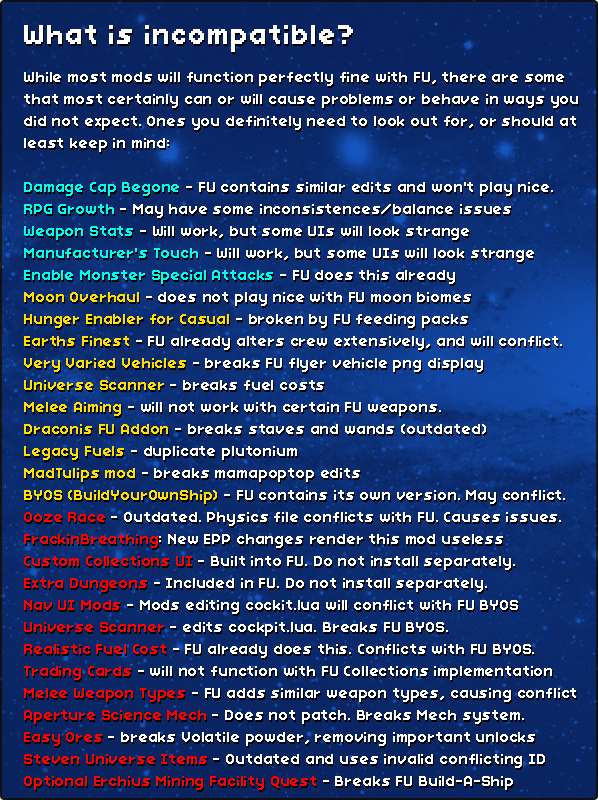 What is incompatible?
While most mods will function perfectly fine with FU, there are some
that most certainly can or will cause problems or behave in ways you
did not expect. Ones you definitely need to look out for, or should at
least keep in mind:
Damage Cap Begone - FU contains similar edits and won't play nice.
RPG Growth - May have some inconsistences/balance issues
Weapon Stats - Will work, but some UIs will look strange
Manufacturer's Touch - Will work, but some UIs will look strange
Enable Monster Special Attacks - FU does this already
Moon Overhaul - does not play nice with FU moon biomes
Hunger Enabler for Casual - broken by FU feeding packs
Earths Finest - FU already alters crew extensively, and will conflict.
Very Varied Vehicles - breaks FU flyer vehicle png display
Universe Scanner - breaks fuel costs
Melee Aiming - will not work with certain FU weapons.
Draconis FU Addon - breaks staves and wands (outdated)
Legacy Fuels - duplicate plutonium
MadTulips mod - breaks mamapoptop edits
BYOS (BuildYourOwnShip) - FU contains its own version. May conflict.
Ooze Race - Outdated. Physics file conflicts with FU. Causes issues.
FrackinBreathing: New EPP changes render this mod useless
Custom Collections UI - Built into FU. Do not install separately.
Extra Dungeons - Included in FU. Do not install separately.
Nav UI Mods - Mods editing cockit.lua will conflict with FU BYOS
Universe Scanner - edits cockpit.lua. Breaks FU BYOS.
Realistic Fuel Cost - FU already does this. Conflicts with FU BYOS.
Trading Cards - will not function with FU Collections implementation
Melee Weapon Types - FU adds similar weapon types, causing conflict
Aperture Science Mech - Does not patch. Breaks Mech system.
Easy Ores - breaks Volatile powder, removing important unlocks
Steven Universe Items - Outdated and uses invalid conflicting ID
Optional Erchius Mining Facility Quest - Breaks FU Build-A-Ship